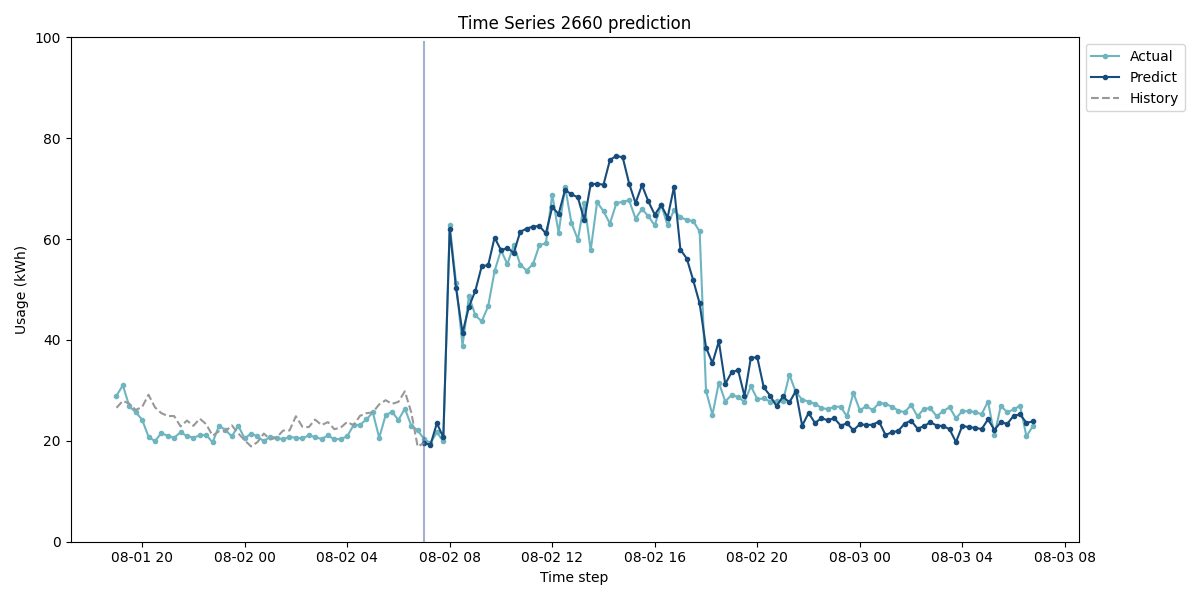 Time Series 2660 prediction
100
80
60
40
20
0
Usage (kWh)
08-01 20
08-02 00
08-02 04
08-02 08
08-02 12
08-02 16
08-02 20
08-03 00
08-03 04
08-03 08
Time step
Actual
Predict
History